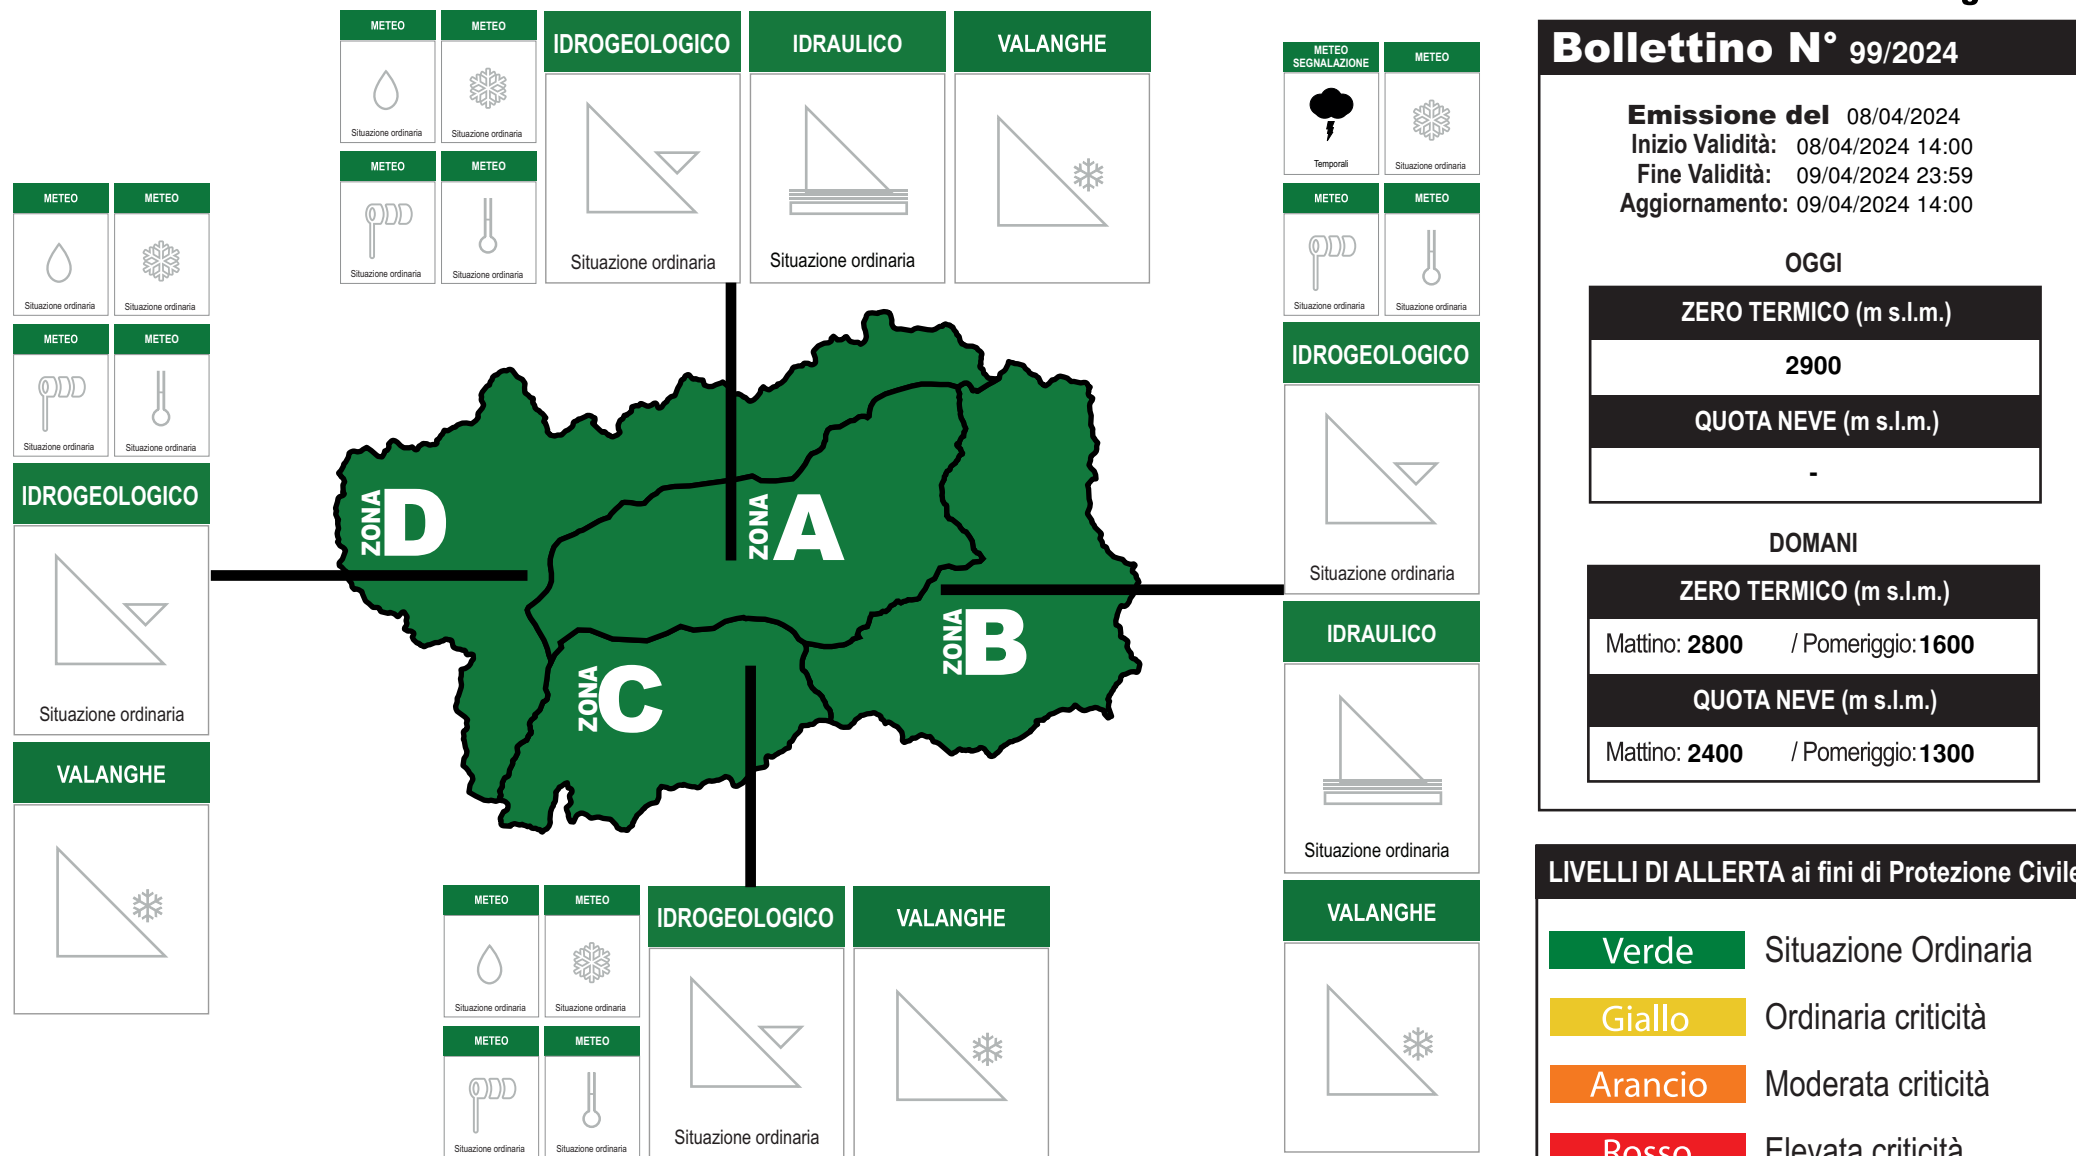 METEO
METEO
Situazione ordinaria
Situazione ordinaria
METEO
METEO
Situazione ordinaria
Situazione ordinaria
IDROGEOLOGICO
Situazione ordinaria
IDRAULICO
Situazione ordinaria
VALANGHE
METEO
METEO
Situazione ordinaria
Situazione ordinaria
METEO
METEO
Situazione ordinaria
Situazione ordinaria
IDROGEOLOGICO
Situazione ordinaria
VALANGHE
ZONA D
ZONA A
ZONA B
ZONA C
METEO
SEGNALAZIONE
METEO
Temporali
Situazione ordinaria
METEO
METEO
Situazione ordinaria
Situazione ordinaria
IDROGEOLOGICO
Situazione ordinaria
IDRAULICO
Situazione ordinaria
VALANGHE
METEO
METEO
Situazione ordinaria
Situazione ordinaria
METEO
METEO
Situazione ordinaria
Situazione ordinaria
IDROGEOLOGICO
Situazione ordinaria
VALANGHE
Bollettino N° 99/2024
Emissione del 08/04/2024
Inizio Validità: 08/04/2024 14:00
Fine Validità: 09/04/2024 23:59
Aggiornamento: 09/04/2024 14:00
OGGI
ZERO TERMICO (m s.l.m.)
2900
QUOTA NEVE (m s.l.m.)
-
DOMANI
ZERO TERMICO (m s.l.m.)
Mattino: 2800 / Pomeriggio: 1600
QUOTA NEVE (m s.l.m.)
Mattino: 2400 / Pomeriggio: 1300
LIVELLI DI ALLERTA ai fini di Protezione Civile
Verde Situazione Ordinaria
Giallo Ordinaria criticità
Arancio Moderata criticità
Rosso Elevata criticità